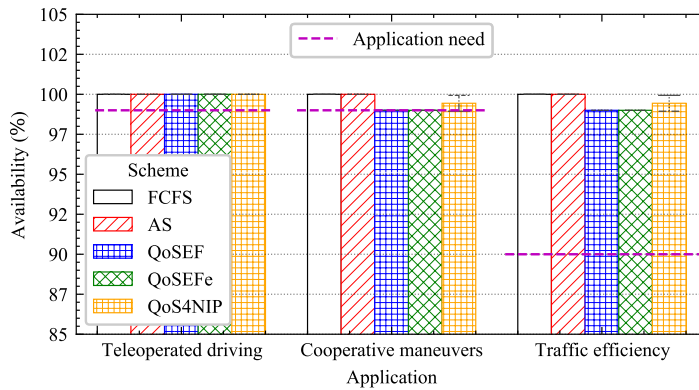 105
102
100
97
95
92
90
87
85
Availability (%)
Application need
Scheme
FCFS
AS
QoSEF
QoSEFe
QoS4NIP
Teleoperated driving
Cooperative maneuvers
Traffic efficiency
Application